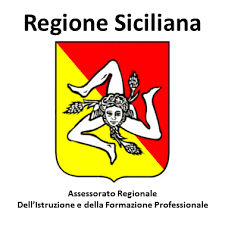 Regione Siciliana
Assessorato Regionale
Dell’Istruzione e della Formazione Professionale